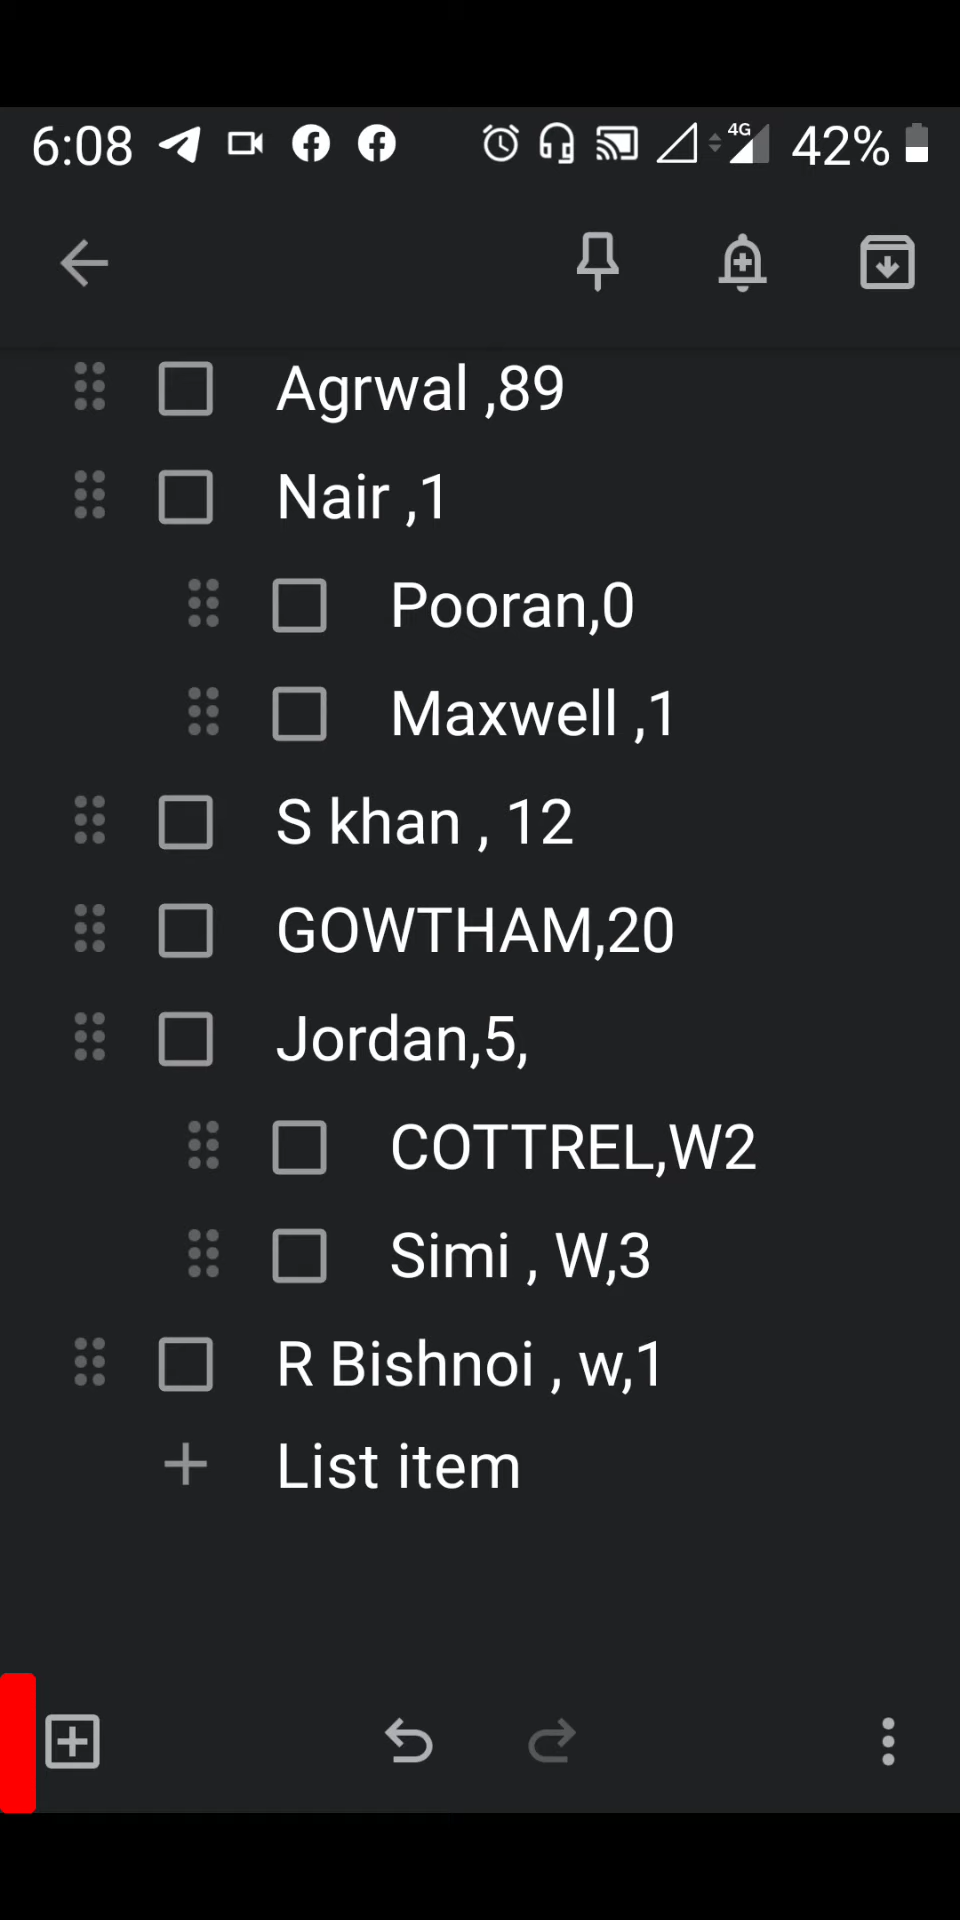 6:08 4G 42%
Agrwal ,89
Nair ,1
Pooran,0
Maxwell ,1
S khan , 12
GOWTHAM,20
Jordan,5,
COTTREL,W2
Simi , W,3
R Bishnoi , w,1
List item